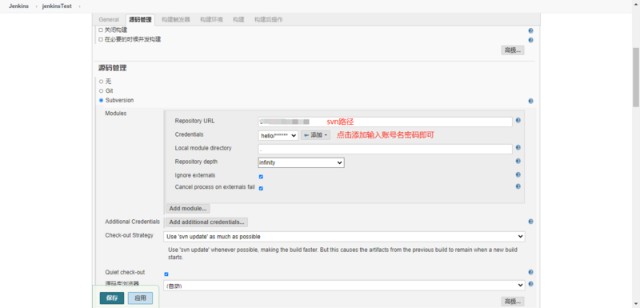 Jenkins › jenkinsTest ›
General 源码管理 构建触发器 构建环境 构建 构建后操作
关闭构建
在必要的时候并发构建
高级...
源码管理
无
Git
Subversion
Modules
Repository URL
svn路径
Credentials
hello/****** 添加
点击添加输入账号名密码即可
Local module directory
.
Repository depth
infinity
Ignore externals
Cancel process on externals fail
Add module...
Additional Credentials
Add additional credentials...
Check-out Strategy
Use 'svn update' as much as possible
Use 'svn update' whenever possible, making the build faster. But this causes the artifacts from the previous build to remain when a new build
starts.
Quiet check-out
源码库浏览器
(自动)
保存 应用
高级...